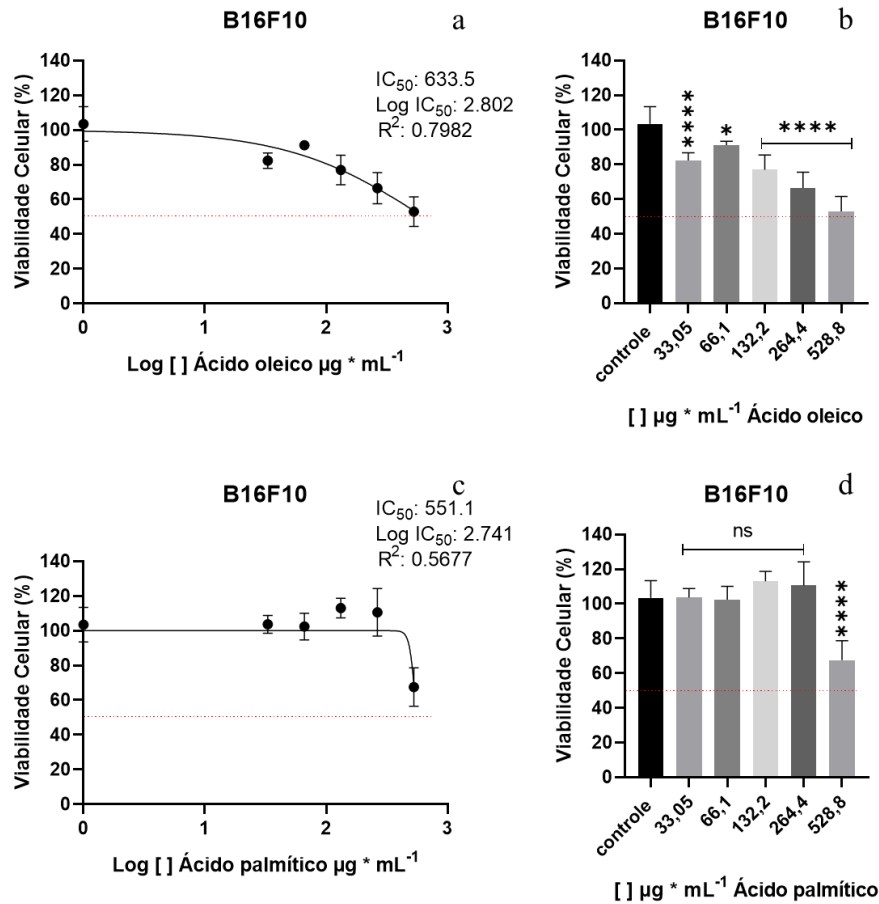 B16F10
a
IC50: 633.5
Log IC50: 2.802
R2: 0.7982
Viabilidade Celular (%)
140
120
100
80
60
40
20
0
0 1 2 3
Log [ ] Ácido oleico µg * mL-1
B16F10
b
Viabilidade Celular (%)
140
120
100
80
60
40
20
0
****
*
****
controle
33,05
66,1
132,2
264,4
528,8
[ ] µg * mL-1 Ácido oleico
B16F10
c
IC50: 551.1
Log IC50: 2.741
R2: 0.5677
Viabilidade Celular (%)
140
120
100
80
60
40
20
0
0 1 2 3
Log [ ] Ácido palmítico µg * mL-1
B16F10
d
Viabilidade Celular (%)
140
120
100
80
60
40
20
0
ns
****
controle
33,05
66,1
132,2
264,4
528,8
[ ] µg * mL-1 Ácido palmítico